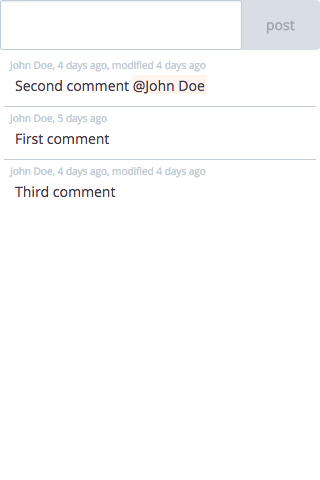 post
John Doe, 4 days ago, modified 4 days ago
Second comment @John Doe
John Doe, 5 days ago
First comment
John Doe, 4 days ago, modified 4 days ago
Third comment